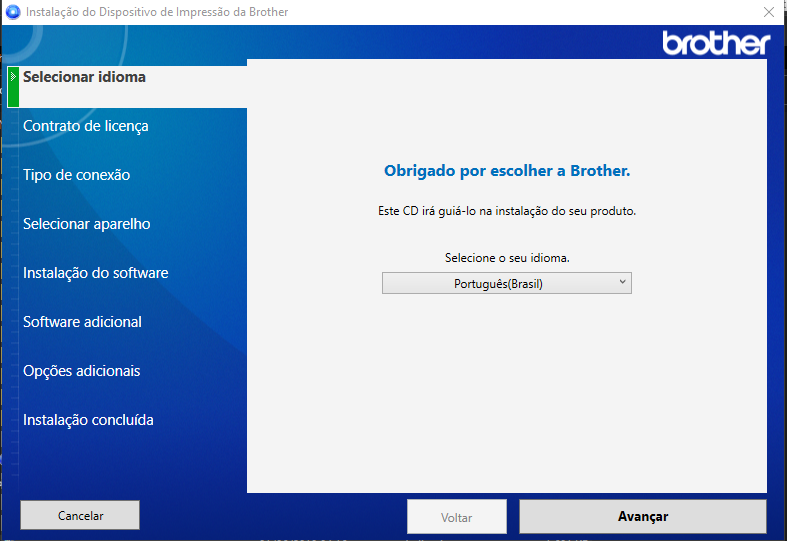 Instalação do Dispositivo de Impressão da Brother
brother
Selecionar idioma
Contrato de licença
Tipo de conexão
Selecionar aparelho
Instalação do software
Software adicional
Opções adicionais
Instalação concluída
Obrigado por escolher a Brother.
Este CD irá guiá-lo na instalação do seu produto.
Selecione o seu idioma.
Português(Brasil)
Cancelar
Voltar
Avançar